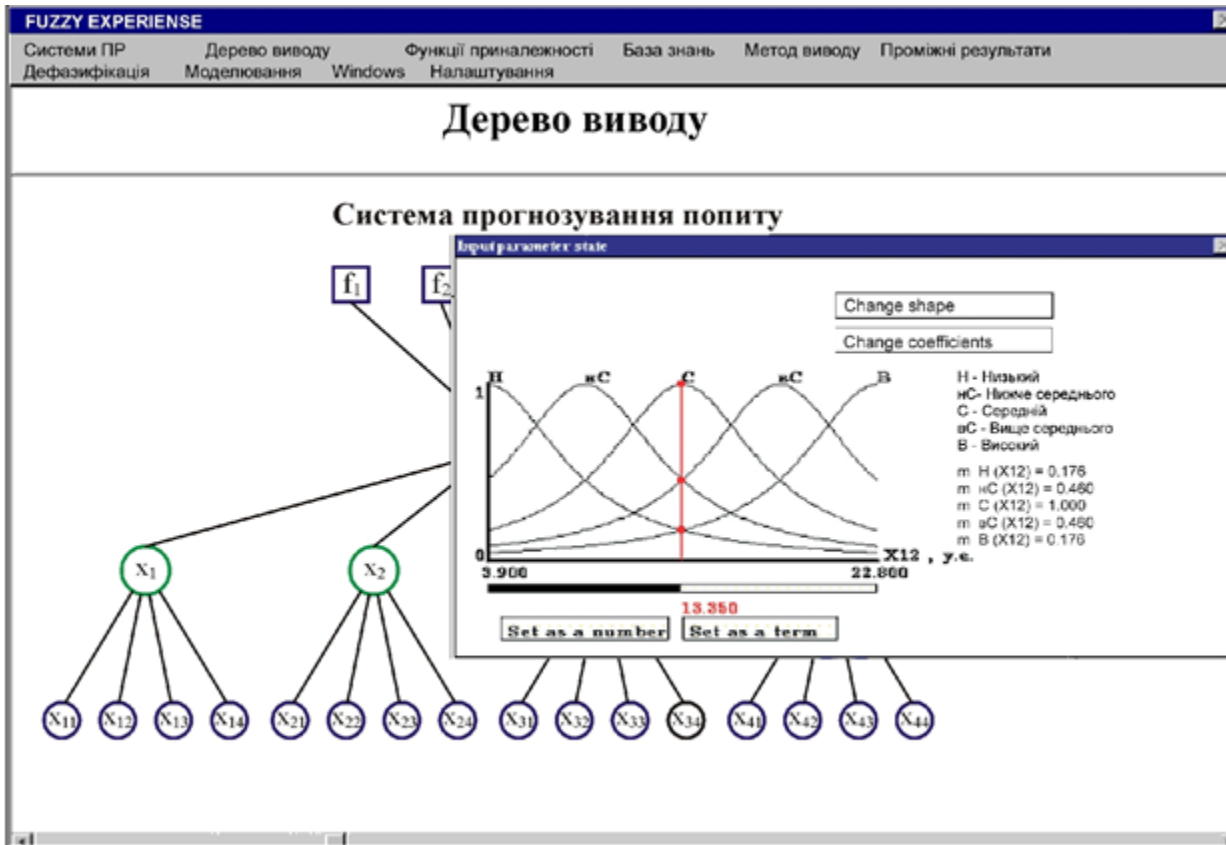 FUZZY EXPERIENSE
Системи ПР Дерево виводу Функції приналежності База знань Метод виводу Проміжні результати
Дефазифікація Моделювання Windows Налаштування
Дерево виводу
Система прогнозування попиту
f1 f2
Input parameter state
Change shape
Change coefficients
Н нС С вС В
1
Н - Низький
нС- Нижче середнього
С - Середній
вС - Вище середнього
В - Високий
m Н (X12) = 0.176
m нС (X12) = 0.460
m С (X12) = 1.000
m вС (X12) = 0.460
m В (X12) = 0.176
0
X12 , у.е.
3.900 22.800
13.350
Set as a number Set as a term
x1 x2
x11 x12 x13 x14 x21 x22 x23 x24 x31 x32 x33 x34 x41 x42 x43 x44